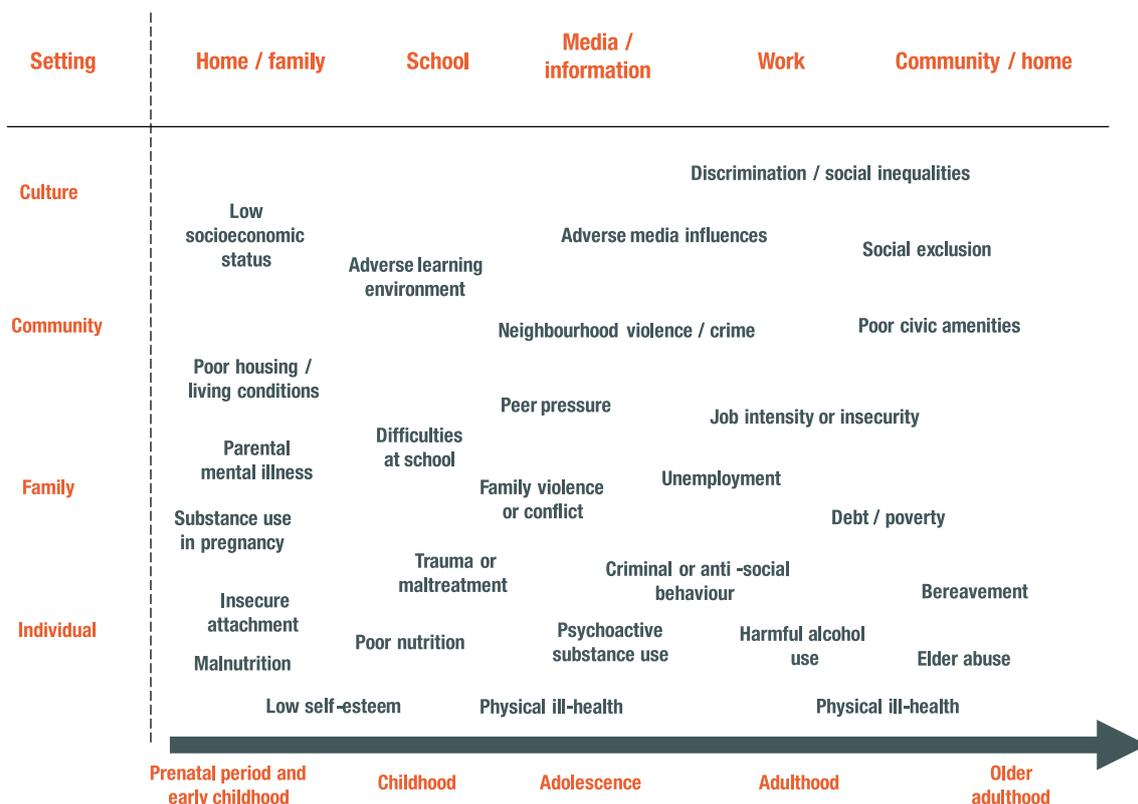 Setting
Home / family
School
Media /
information
Work
Community / home
Culture
Discrimination / social inequalities
Low
socioeconomic
status
Adverse media influences
Social exclusion
Adverse learning
environment
Community
Neighbourhood violence / crime
Poor civic amenities
Poor housing /
living conditions
Peer pressure
Job intensity or insecurity
Difficulties
at school
Parental
mental illness
Family
Family violence
or conflict
Unemployment
Substance use
in pregnancy
Debt / poverty
Trauma or
maltreatment
Criminal or anti -social
behaviour
Bereavement
Insecure
attachment
Individual
Poor nutrition
Psychoactive
substance use
Harmful alcohol
use
Elder abuse
Malnutrition
Low self-esteem
Physical ill-health
Physical ill-health
Prenatal period and
early childhood
Childhood
Adolescence
Adulthood
Older
adulthood